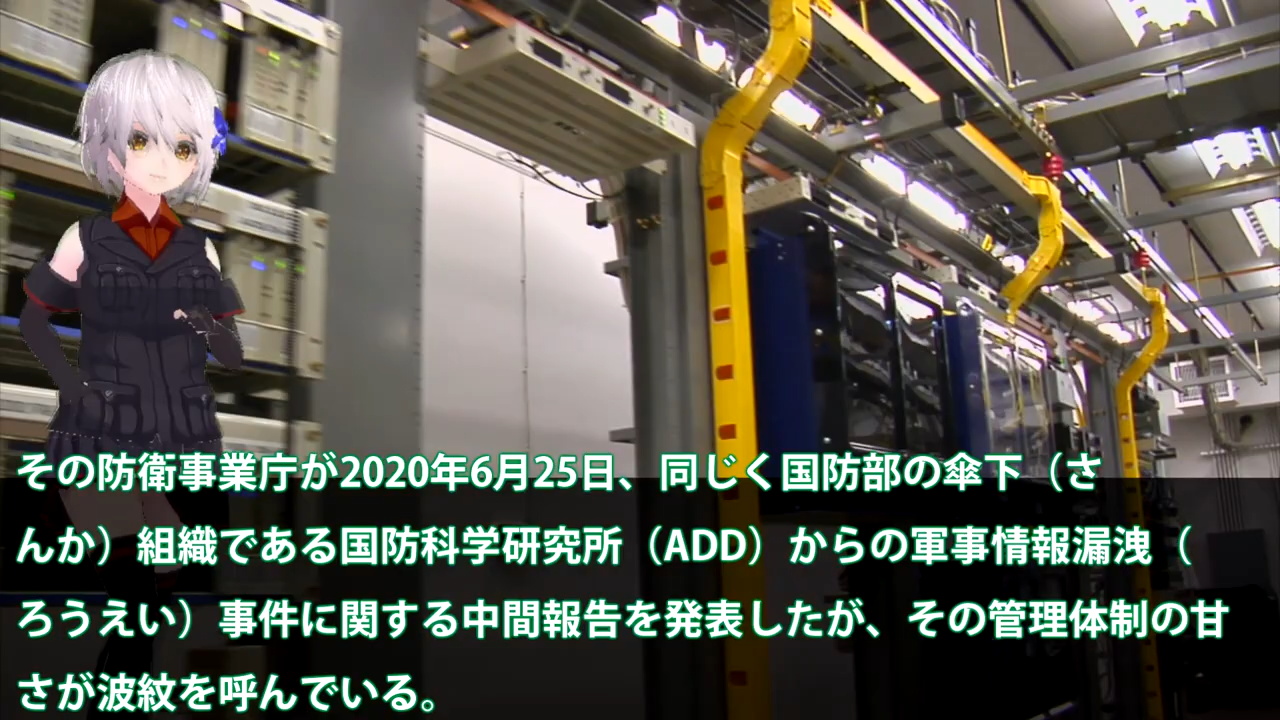 その防衛事業庁が2020年6月25日、同じく国防部の傘下（さ
んか）組織である国防科学研究所（ADD）からの軍事情報漏洩（
ろうえい）事件に関する中間報告を発表したが、その管理体制の甘
さが波紋を呼んでいる。